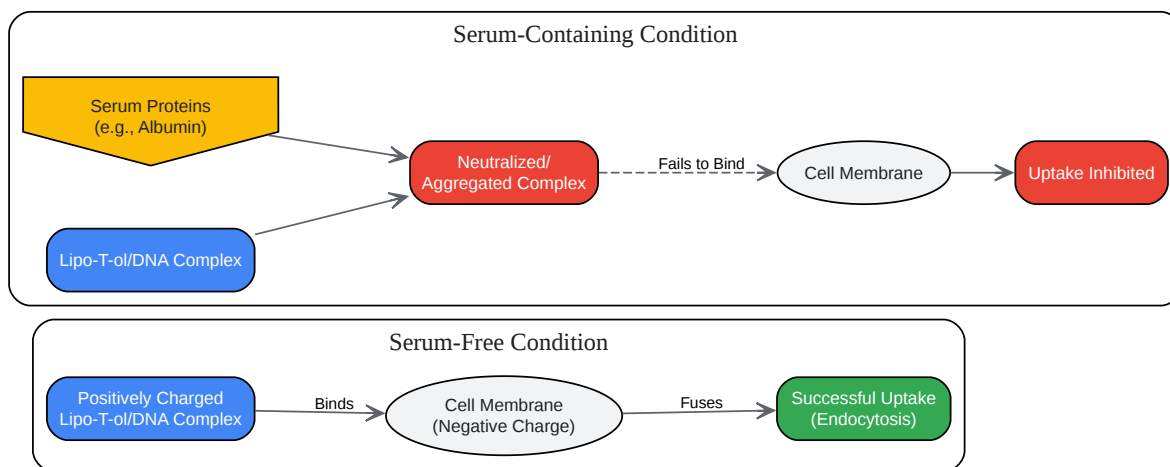 Serum-Containing Condition
Serum Proteins
(e.g., Albumin)
Neutralized/
Aggregated Complex
Fails to Bind
Cell Membrane
Uptake Inhibited
Lipo-T-ol/DNA Complex
Serum-Free Condition
Positively Charged
Lipo-T-ol/DNA Complex
Binds
Cell Membrane
(Negative Charge)
Fuses
Successful Uptake
(Endocytosis)